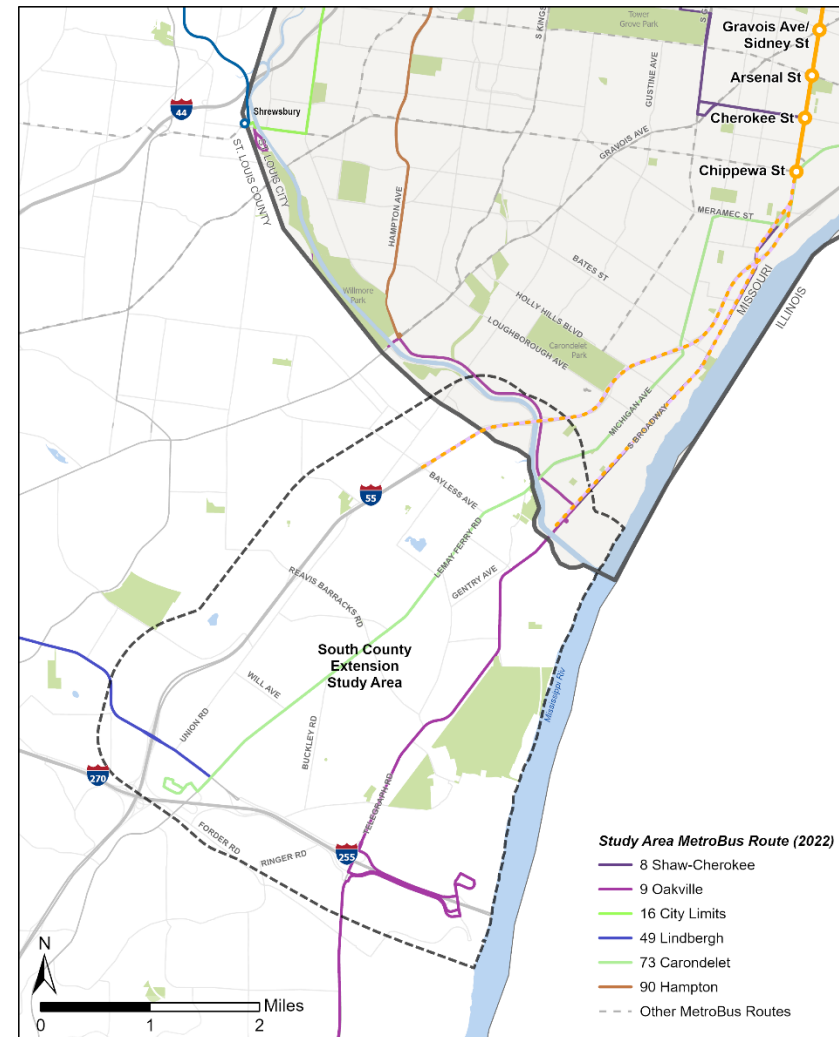 Tower
Grove Park
S KINGS
S G
Gravois Ave/
Sidney St
GUSTINE AVE
Arsenal St
44
Shrewsbury
Cherokee St
GRAVOIS AVE
ST. LOUIS CITY
ST. LOUIS COUNTY
Chippewa St
HAMPTON AVE
MERAMEC ST
BATES ST
MISSOURI
ILLINOIS
Willmore
Park
HOLLY HILLS BLVD
LOUGHBOROUGH AVE
Carondelet
Park
MICHIGAN AVE
S BROADWAY
BAYLESS AVE
55
LEMAY FERRY RD
REAVIS BARRACKS RD
GENTRY AVE
South County
Extension
Study Area
WILL AVE
Mississippi Riv
UNION RD
BUCKLEY RD
270
TELEGRAPH RD
FORDER RD
RINGER RD
255
Study Area MetroBus Route (2022)
8 Shaw-Cherokee
9 Oakville
16 City Limits
49 Lindbergh
73 Carondelet
90 Hampton
Other MetroBus Routes
N
Miles
0 1 2